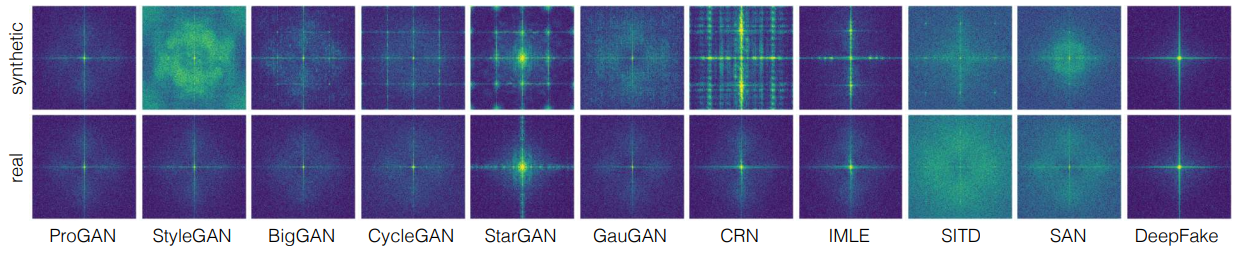 synthetic
real
ProGAN StyleGAN BigGAN CycleGAN StarGAN GauGAN CRN IMLE SITD SAN DeepFake